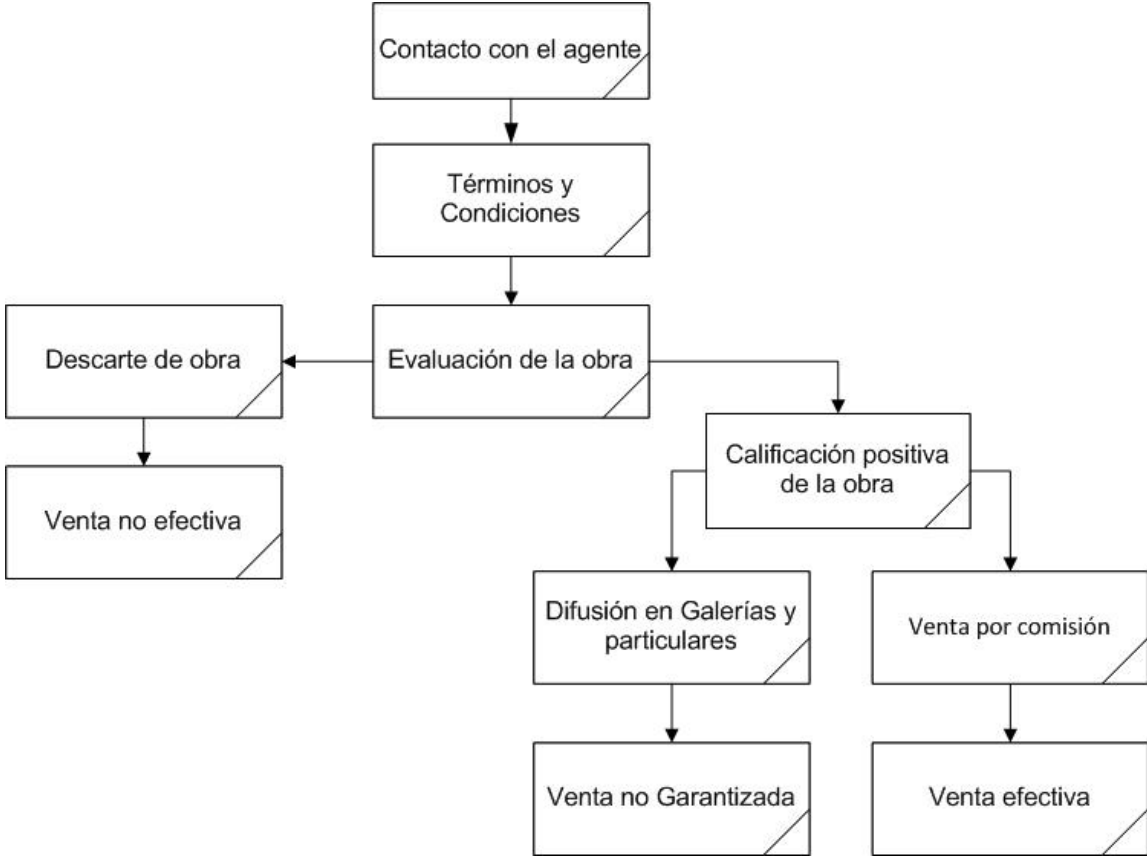 Contacto con el agente
Términos y
Condiciones
Descarte de obra
Evaluación de la obra
Calificación positiva
de la obra
Venta no efectiva
Difusión en Galerías y
particulares
Venta por comisión
Venta no Garantizada
Venta efectiva